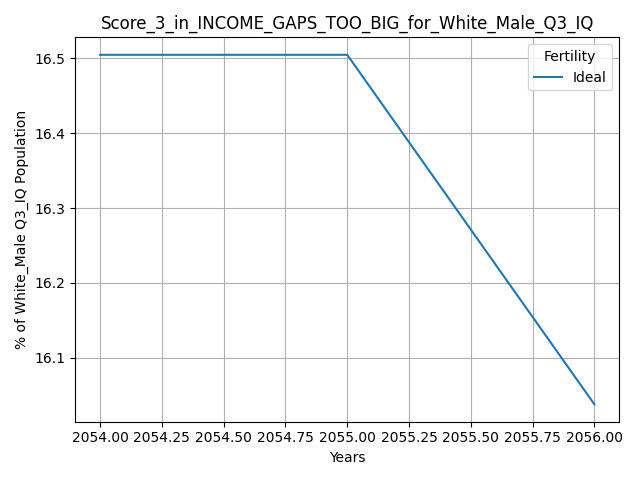 Score_3_in_INCOME_GAPS_TOO_BIG_for_White_Male_Q3_IQ
Fertility
Ideal
16.5
16.4
16.3
16.2
16.1
% of White_Male Q3_IQ Population
2054.00 2054.25 2054.50 2054.75 2055.00 2055.25 2055.50 2055.75 2056.00
Years